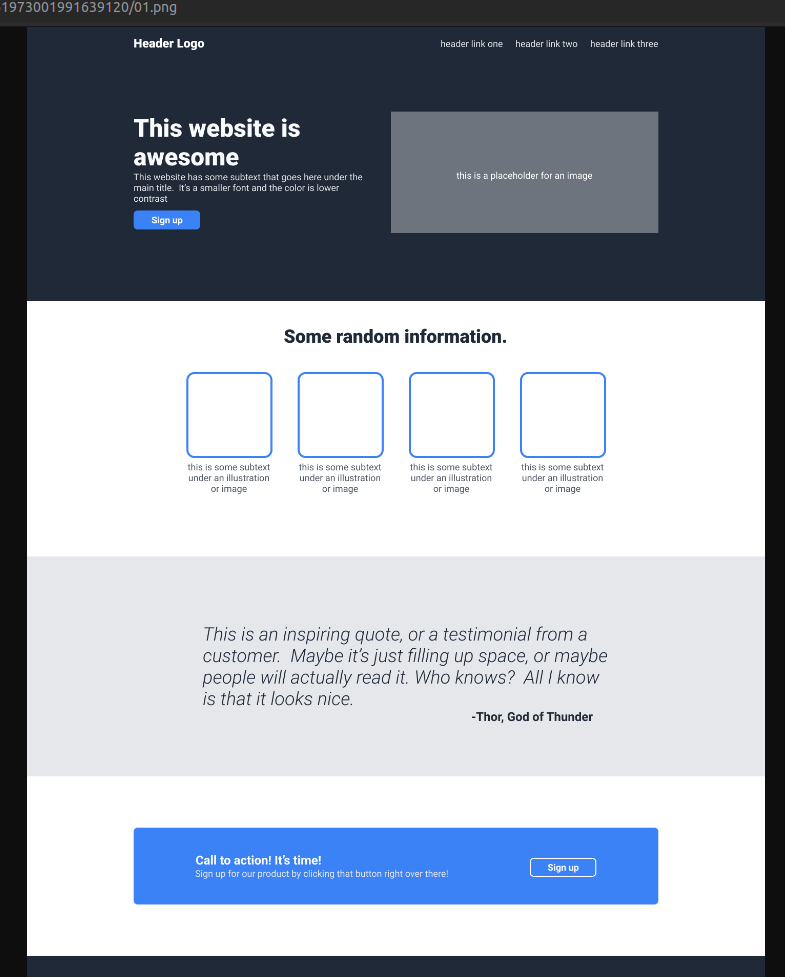 1973001991639120/01.png
Header Logo
header link one header link two header link three
This website is
awesome
This website has some subtext that goes here under the
main title.  It's a smaller font and the color is lower
contrast
Sign up
this is a placeholder for an image
Some random information.
this is some subtext
under an illustration
or image
this is some subtext
under an illustration
or image
this is some subtext
under an illustration
or image
this is some subtext
under an illustration
or image
This is an inspiring quote, or a testimonial from a
customer.  Maybe it's just filling up space, or maybe
people will actually read it. Who knows?  All I know
is that it looks nice.
-Thor, God of Thunder
Call to action! It's time!
Sign up for our product by clicking that button right over there!
Sign up